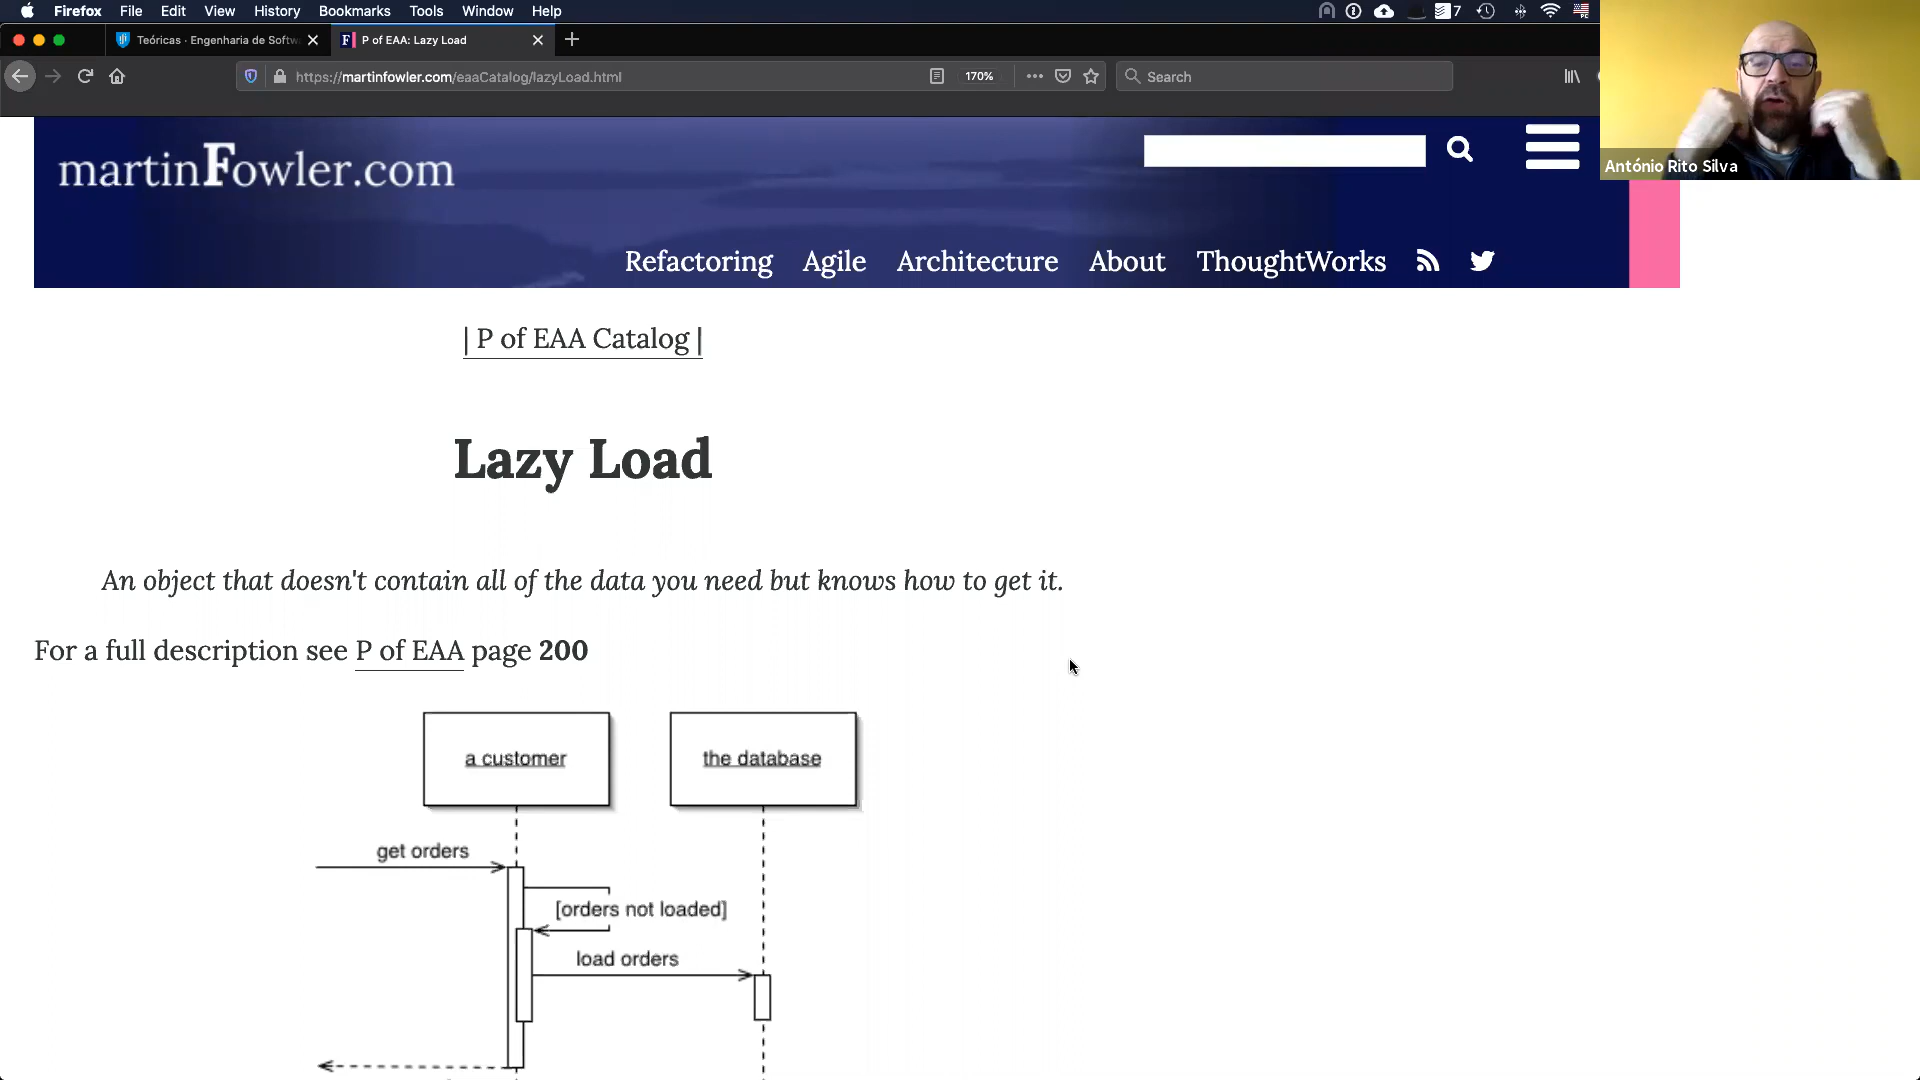 Firefox File Edit View History Bookmarks Tools Window Help 7
Teóricas · Engenharia de Softw P of EAA: Lazy Load
https://martinfowler.com/eaaCatalog/lazyLoad.html 170% Search
António Rito Silva
martinFowler.com
Refactoring Agile Architecture About ThoughtWorks
| P of EAA Catalog |
Lazy Load
An object that doesn't contain all of the data you need but knows how to get it.
For a full description see P of EAA page 200
a customer the database
get orders
[orders not loaded]
load orders